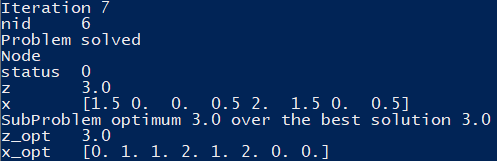 Iteration 7
nid     6
Problem solved
Node
status  0
z       3.0
x       [1.5 0.  0.  0.5 2.  1.5 0.  0.5]
SubProblem optimum 3.0 over the best solution 3.0
z_opt   3.0
x_opt   [0. 1. 1. 2. 1. 2. 0. 0.]